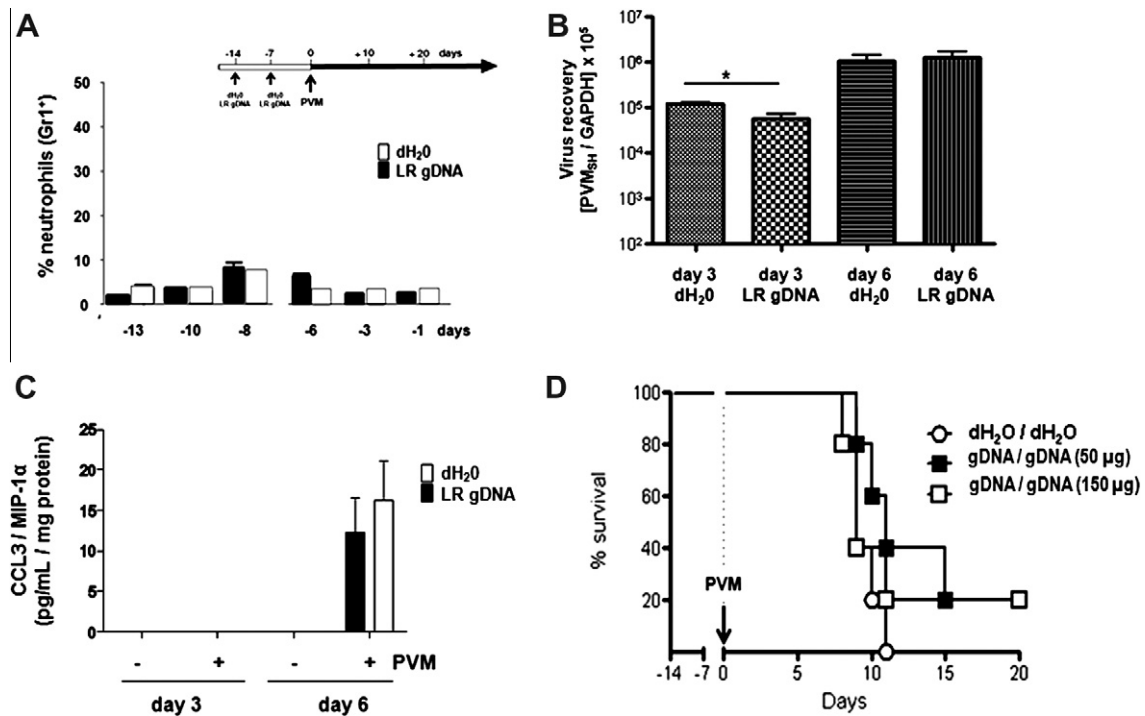 A
-14 -7 0 +10 +20 days
dH20 dH20
LR gDNA LR gDNA PVM
50
40
30
20
10
0
% neutrophils (Gr1+)
dH20
LR gDNA
-13 -10 -8 -6 -3 -1 days
B
Virus recovery
[PVMSH / GAPDH] x 10^5
10^7
10^6
10^5
10^4
10^3
10^2
*
day 3 day 3 day 6 day 6
dH20 LR gDNA dH20 LR gDNA
C
CCL3 / MIP-1α
(pg/mL / mg protein)
25
20
15
10
5
0
dH20
LR gDNA
- + - + PVM
day 3 day 6
D
% survival
100
80
60
40
20
PVM
dH2O / dH2O
gDNA / gDNA (50 µg)
gDNA / gDNA (150 µg)
-14 -7 0 5 10 15 20
Days